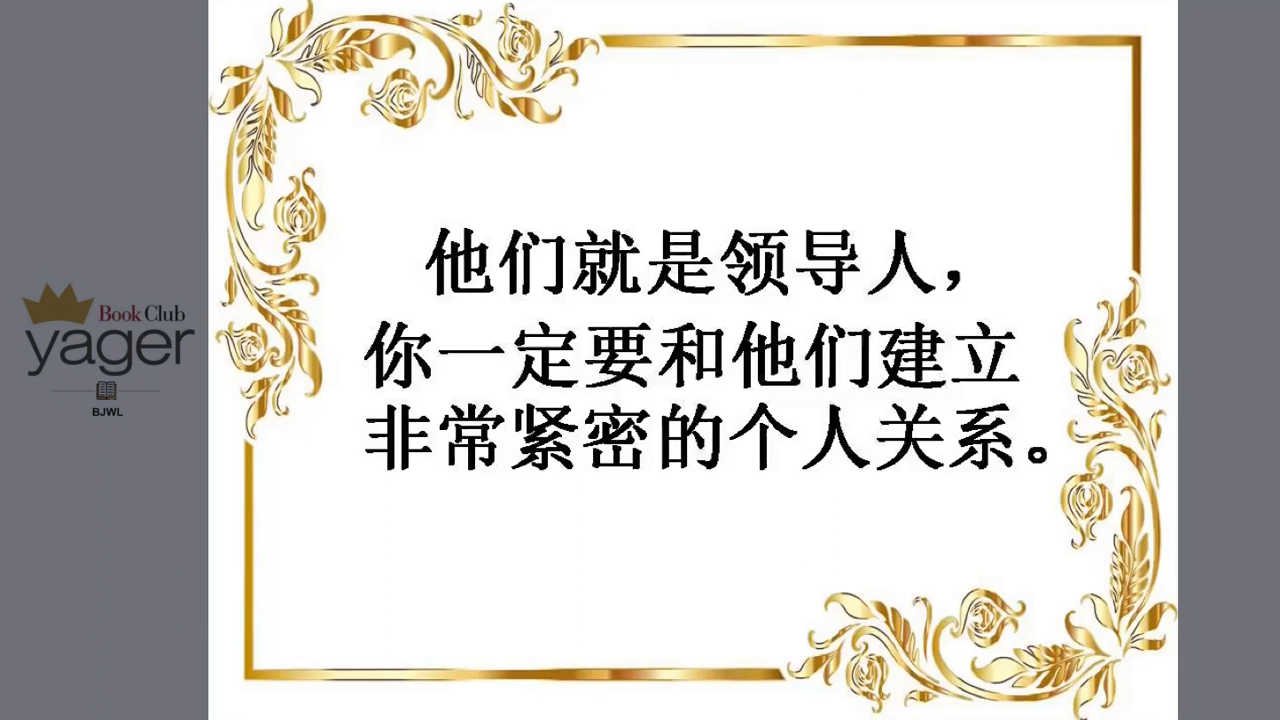 他们就是领导人，
你一定要和他们建立
非常紧密的个人关系。
Book Club
yager
BJWL